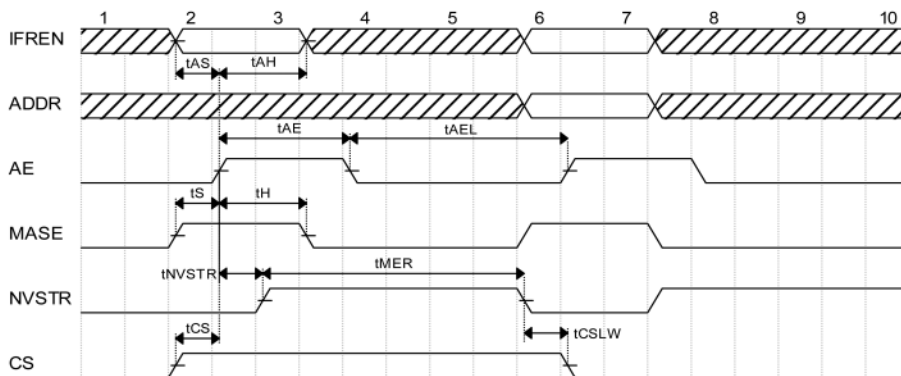 1 2 3 4 5 6 7 8 9 10
IFREN
tAS tAH
ADDR
tAE tAEL
AE
tS tH
MASE
tNVSTR tMER
NVSTR
tCS tCSLW
CS